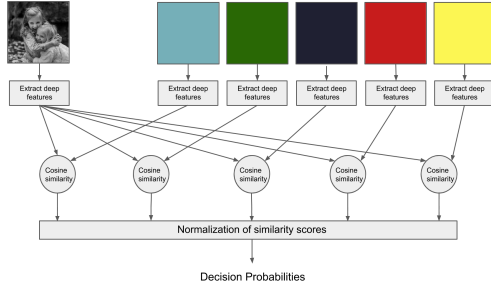 Extract deep
features
Extract deep
features
Extract deep
features
Extract deep
features
Extract deep
features
Extract deep
features
Cosine
similarity
Cosine
similarity
Cosine
similarity
Cosine
similarity
Cosine
similarity
Normalization of similarity scores
Decision Probabilities